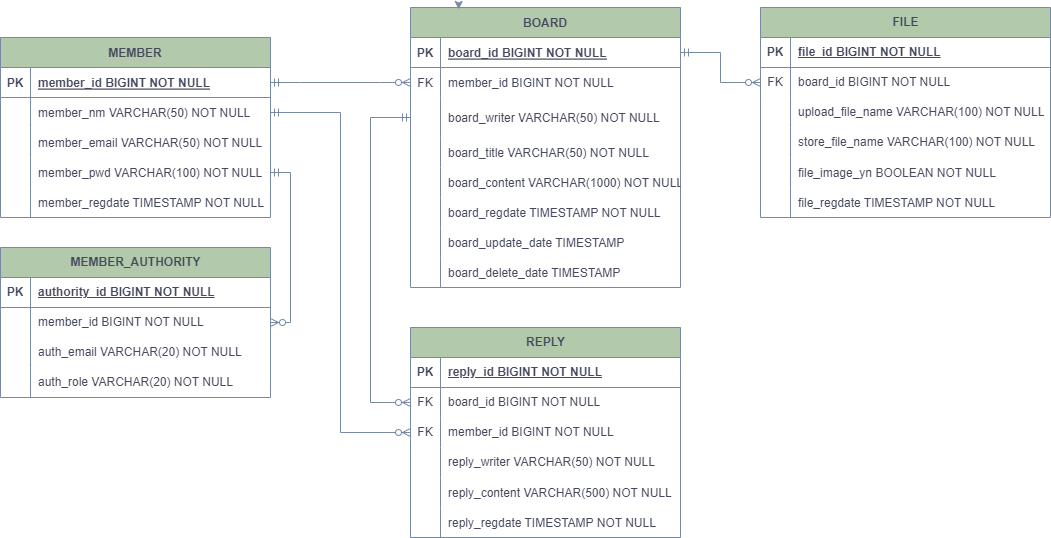 MEMBER
PK member_id BIGINT NOT NULL
member_nm VARCHAR(50) NOT NULL
member_email VARCHAR(50) NOT NULL
member_pwd VARCHAR(100) NOT NULL
member_regdate TIMESTAMP NOT NULL
MEMBER_AUTHORITY
PK authority_id BIGINT NOT NULL
member_id BIGINT NOT NULL
auth_email VARCHAR(20) NOT NULL
auth_role VARCHAR(20) NOT NULL
BOARD
PK board_id BIGINT NOT NULL
FK member_id BIGINT NOT NULL
board_writer VARCHAR(50) NOT NULL
board_title VARCHAR(50) NOT NULL
board_content VARCHAR(1000) NOT NULL
board_regdate TIMESTAMP NOT NULL
board_update_date TIMESTAMP
board_delete_date TIMESTAMP
REPLY
PK reply_id BIGINT NOT NULL
FK board_id BIGINT NOT NULL
FK member_id BIGINT NOT NULL
reply_writer VARCHAR(50) NOT NULL
reply_content VARCHAR(500) NOT NULL
reply_regdate TIMESTAMP NOT NULL
FILE
PK file_id BIGINT NOT NULL
FK board_id BIGINT NOT NULL
upload_file_name VARCHAR(100) NOT NULL
store_file_name VARCHAR(100) NOT NULL
file_image_yn BOOLEAN NOT NULL
file_regdate TIMESTAMP NOT NULL